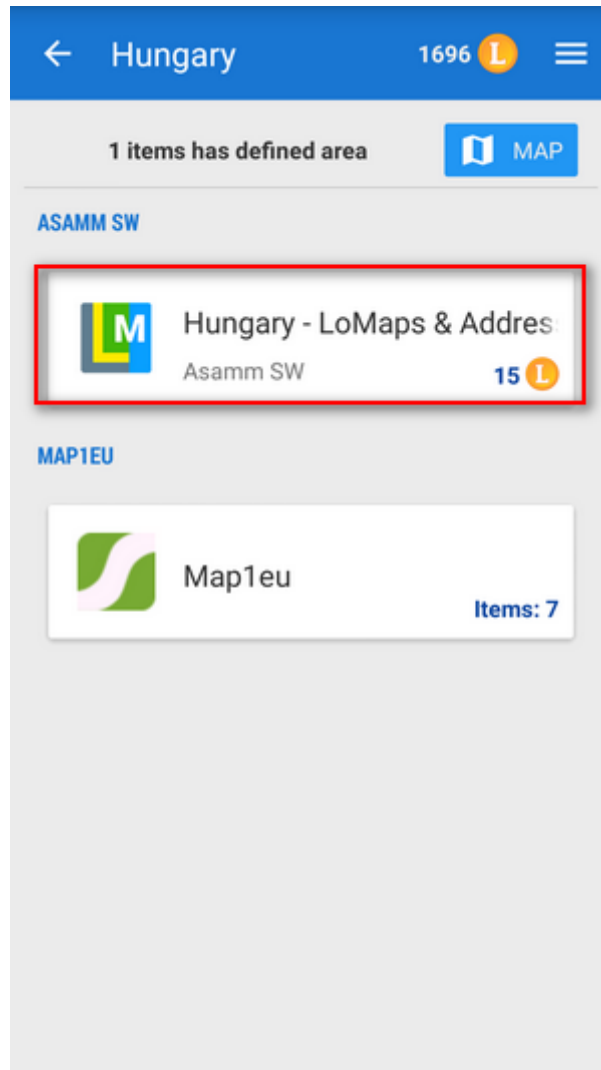 Hungary
1696 L
1 items has defined area
MAP
ASAMM SW
LM
Hungary - LoMaps & Addres
Asamm SW
15 L
MAP1EU
Map1eu
Items: 7